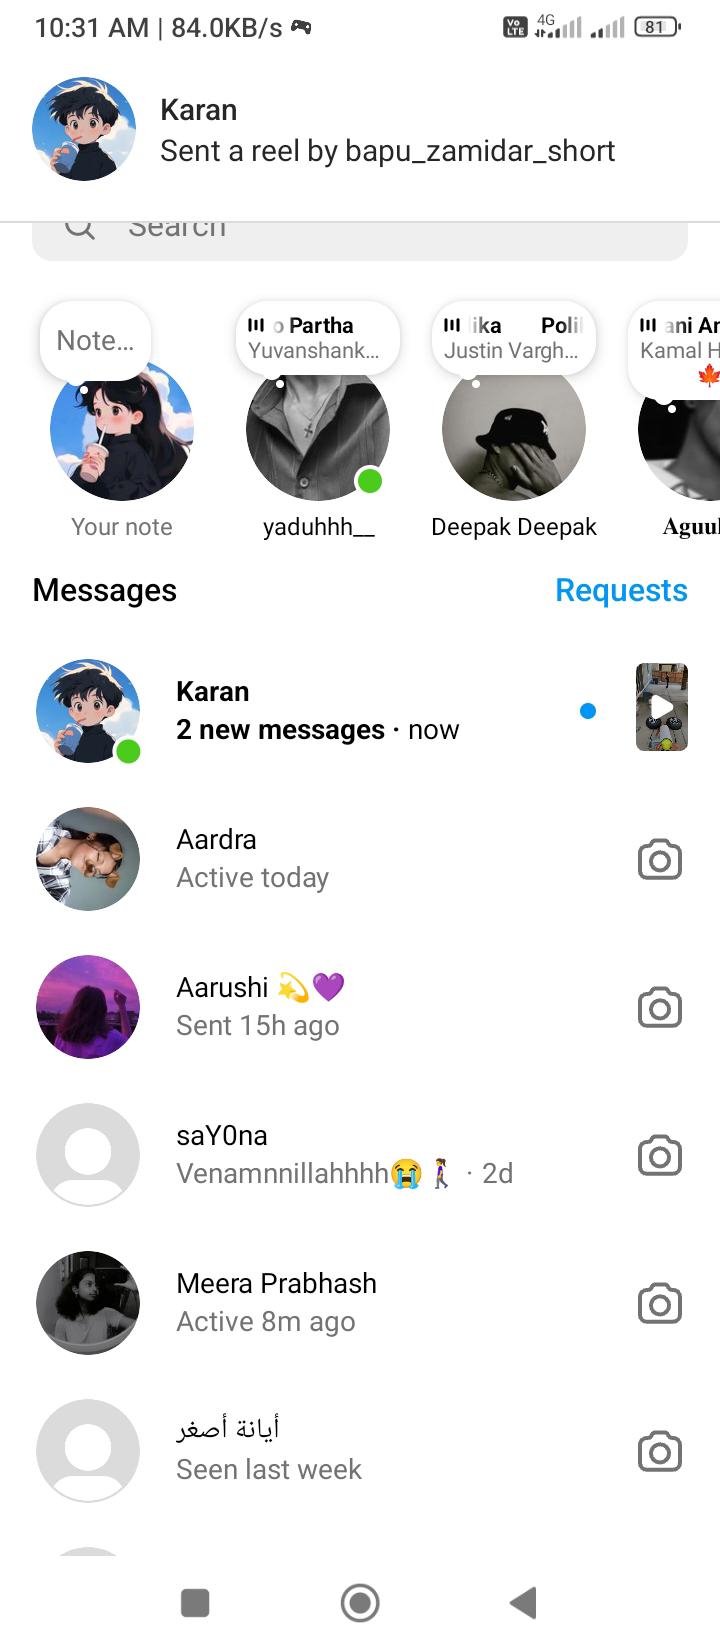 10:31 AM | 84.0KB/s
Vo LTE 4G 81
Karan
Sent a reel by bapu_zamidar_short
Search
Note...
o Partha
Yuvanshank...
ika Poli
Justin Vargh...
ani Ar
Kamal H
🍁
Your note
yaduhhh__
Deepak Deepak
𝐀𝐠𝐮𝐮
Messages
Requests
Karan
2 new messages · now
Aardra
Active today
Aarushi 💫💜
Sent 15h ago
saY0na
Venamnnillahhhh😭🚶‍♀️ · 2d
Meera Prabhash
Active 8m ago
أيانة أصغر
Seen last week